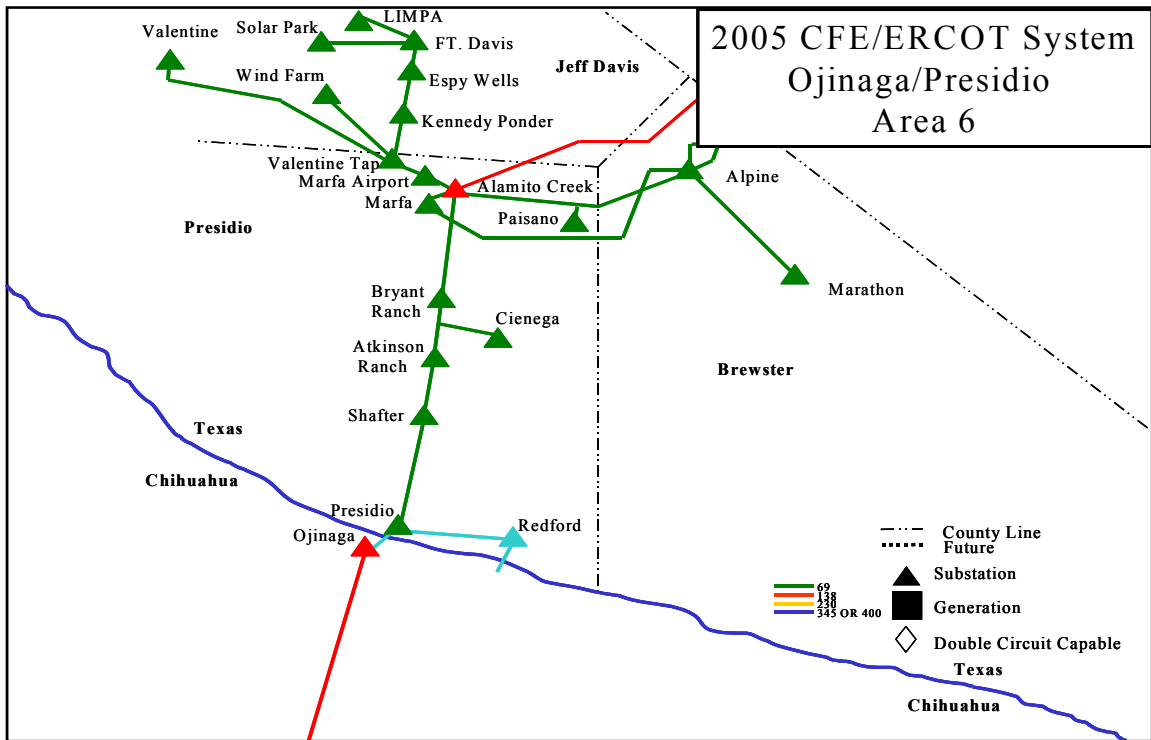 2005 CFE/ERCOT System
Ojinaga/Presidio
Area 6
LIMPA
Solar Park
Valentine
FT. Davis
Jeff Davis
Wind Farm
Espy Wells
Kennedy Ponder
Valentine Tap
Marfa Airport
Alamito Creek
Alpine
Marfa
Paisano
Presidio
Marathon
Bryant
Ranch
Cienega
Atkinson
Ranch
Brewster
Shafter
Texas
Chihuahua
Presidio
Ojinaga
Redford
County Line
Future
Substation
69
138
230
345 OR 400
Generation
Double Circuit Capable
Texas
Chihuahua